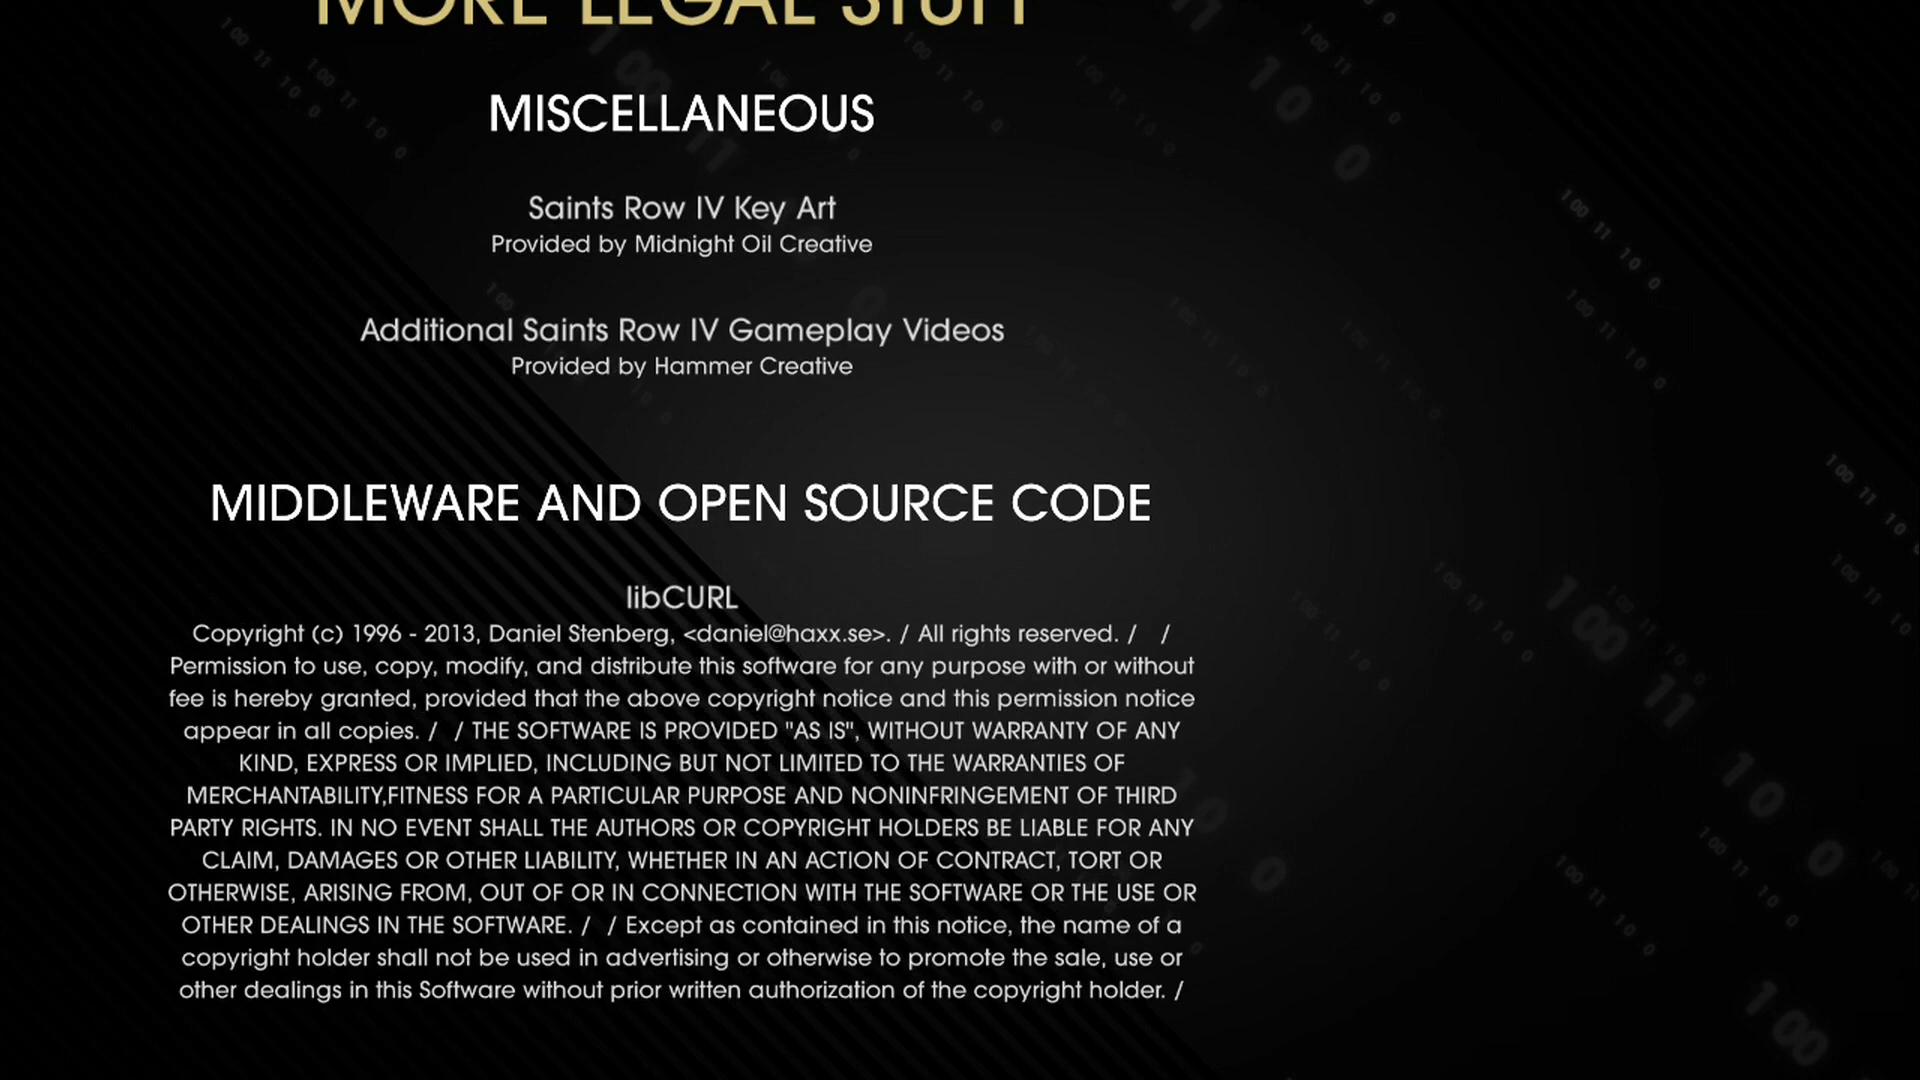 MORE LEGAL STUFF
MISCELLANEOUS
Saints Row IV Key Art
Provided by Midnight Oil Creative
Additional Saints Row IV Gameplay Videos
Provided by Hammer Creative
MIDDLEWARE AND OPEN SOURCE CODE
libCURL
Copyright (c) 1996 - 2013, Daniel Stenberg, <daniel@haxx.se>. / All rights reserved. /   /
Permission to use, copy, modify, and distribute this software for any purpose with or without
fee is hereby granted, provided that the above copyright notice and this permission notice
appear in all copies. /   / THE SOFTWARE IS PROVIDED "AS IS", WITHOUT WARRANTY OF ANY
KIND, EXPRESS OR IMPLIED, INCLUDING BUT NOT LIMITED TO THE WARRANTIES OF
MERCHANTABILITY,FITNESS FOR A PARTICULAR PURPOSE AND NONINFRINGEMENT OF THIRD
PARTY RIGHTS. IN NO EVENT SHALL THE AUTHORS OR COPYRIGHT HOLDERS BE LIABLE FOR ANY
CLAIM, DAMAGES OR OTHER LIABILITY, WHETHER IN AN ACTION OF CONTRACT, TORT OR
OTHERWISE, ARISING FROM, OUT OF OR IN CONNECTION WITH THE SOFTWARE OR THE USE OR
OTHER DEALINGS IN THE SOFTWARE. /   / Except as contained in this notice, the name of a
copyright holder shall not be used in advertising or otherwise to promote the sale, use or
other dealings in this Software without prior written authorization of the copyright holder. /